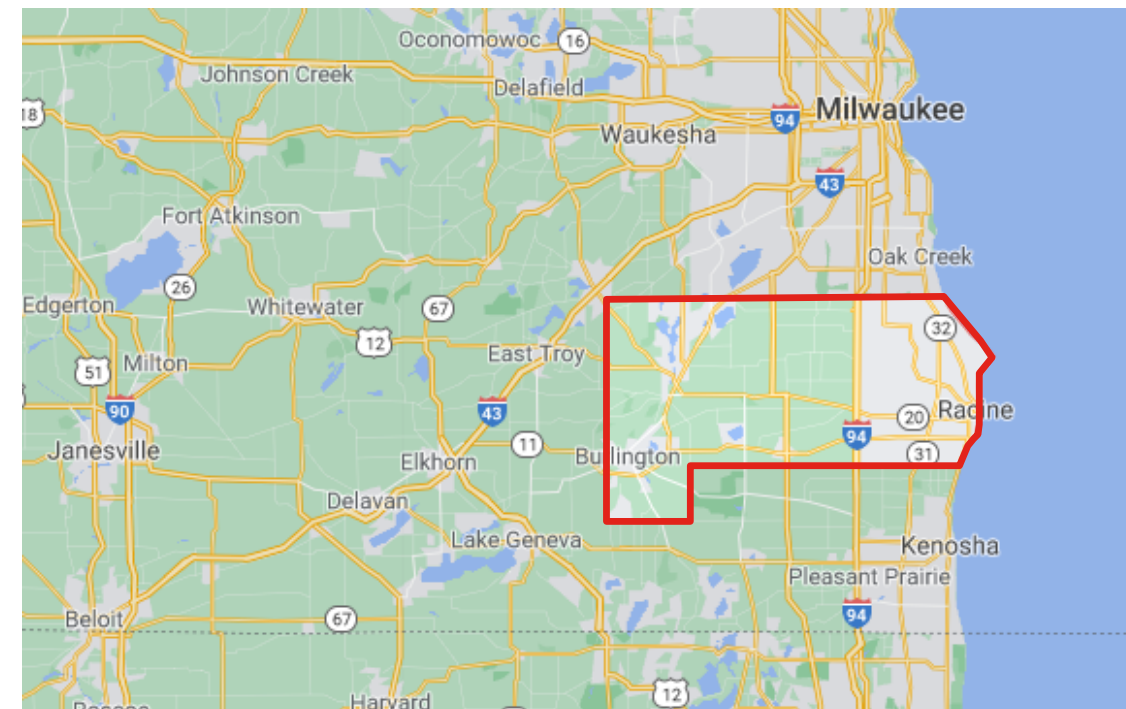 Oconomowoc
16
Johnson Creek
Delafield
18
94
Milwaukee
Waukesha
43
Fort Atkinson
Oak Creek
26
Edgerton
Whitewater
67
32
12
East Troy
51
Milton
90
43
20
Racine
94
11
Janesville
Elkhorn
Burlington
31
Delavan
Lake Geneva
Kenosha
Pleasant Prairie
94
Beloit
67
12
Harvard